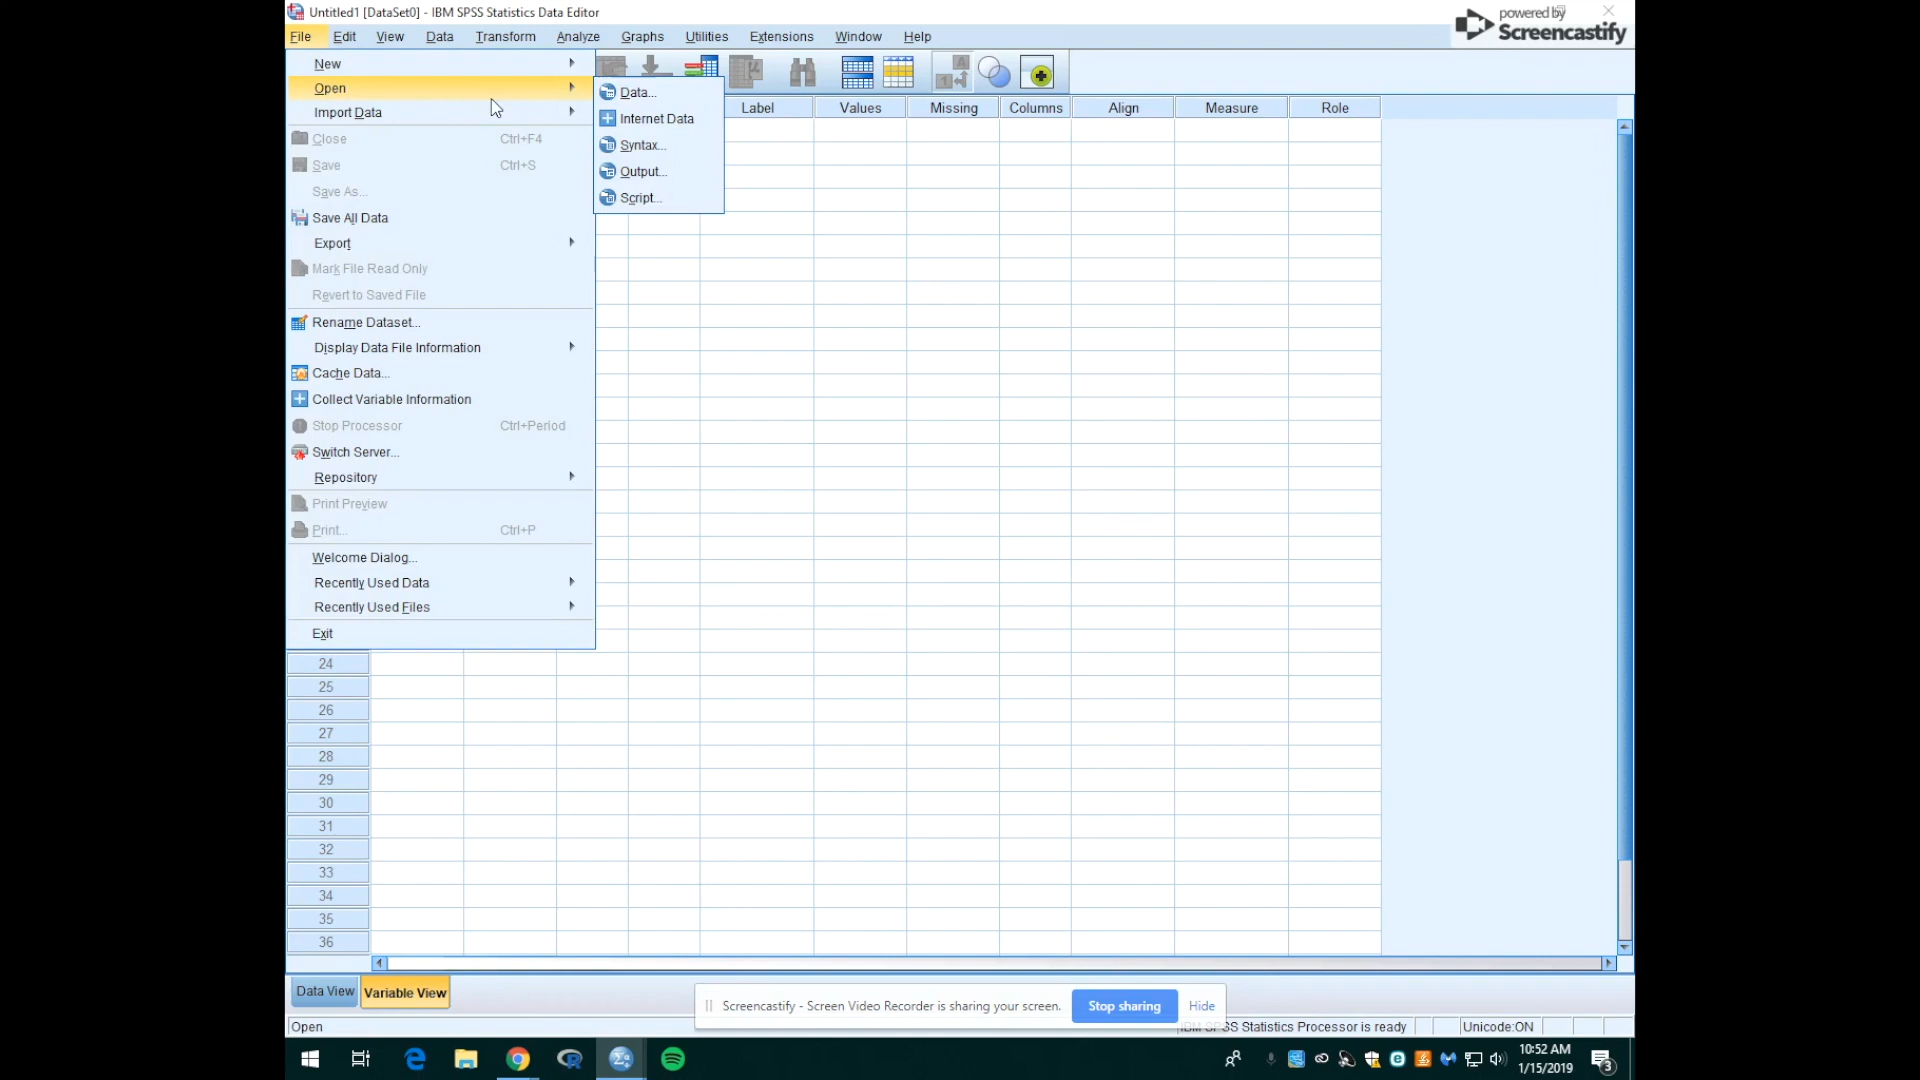 Untitled1 [DataSet0] - IBM SPSS Statistics Data Editor
powered by
Screencastify
File Edit View Data Transform Analyze Graphs Utilities Extensions Window Help
New
Open
Import Data
Close Ctrl+F4
Save Ctrl+S
Save As...
Save All Data
Export
Mark File Read Only
Revert to Saved File
Rename Dataset...
Display Data File Information
Cache Data...
Collect Variable Information
Stop Processor Ctrl+Period
Switch Server...
Repository
Print Preview
Print... Ctrl+P
Welcome Dialog...
Recently Used Data
Recently Used Files
Exit
Data...
Internet Data
Syntax...
Output...
Script...
Label Values Missing Columns Align Measure Role
24
25
26
27
28
29
30
31
32
33
34
35
36
Data View Variable View
Screencastify - Screen Video Recorder is sharing your screen. Stop sharing Hide
Open
IBM SPSS Statistics Processor is ready Unicode:ON
10:52 AM
1/15/2019
3